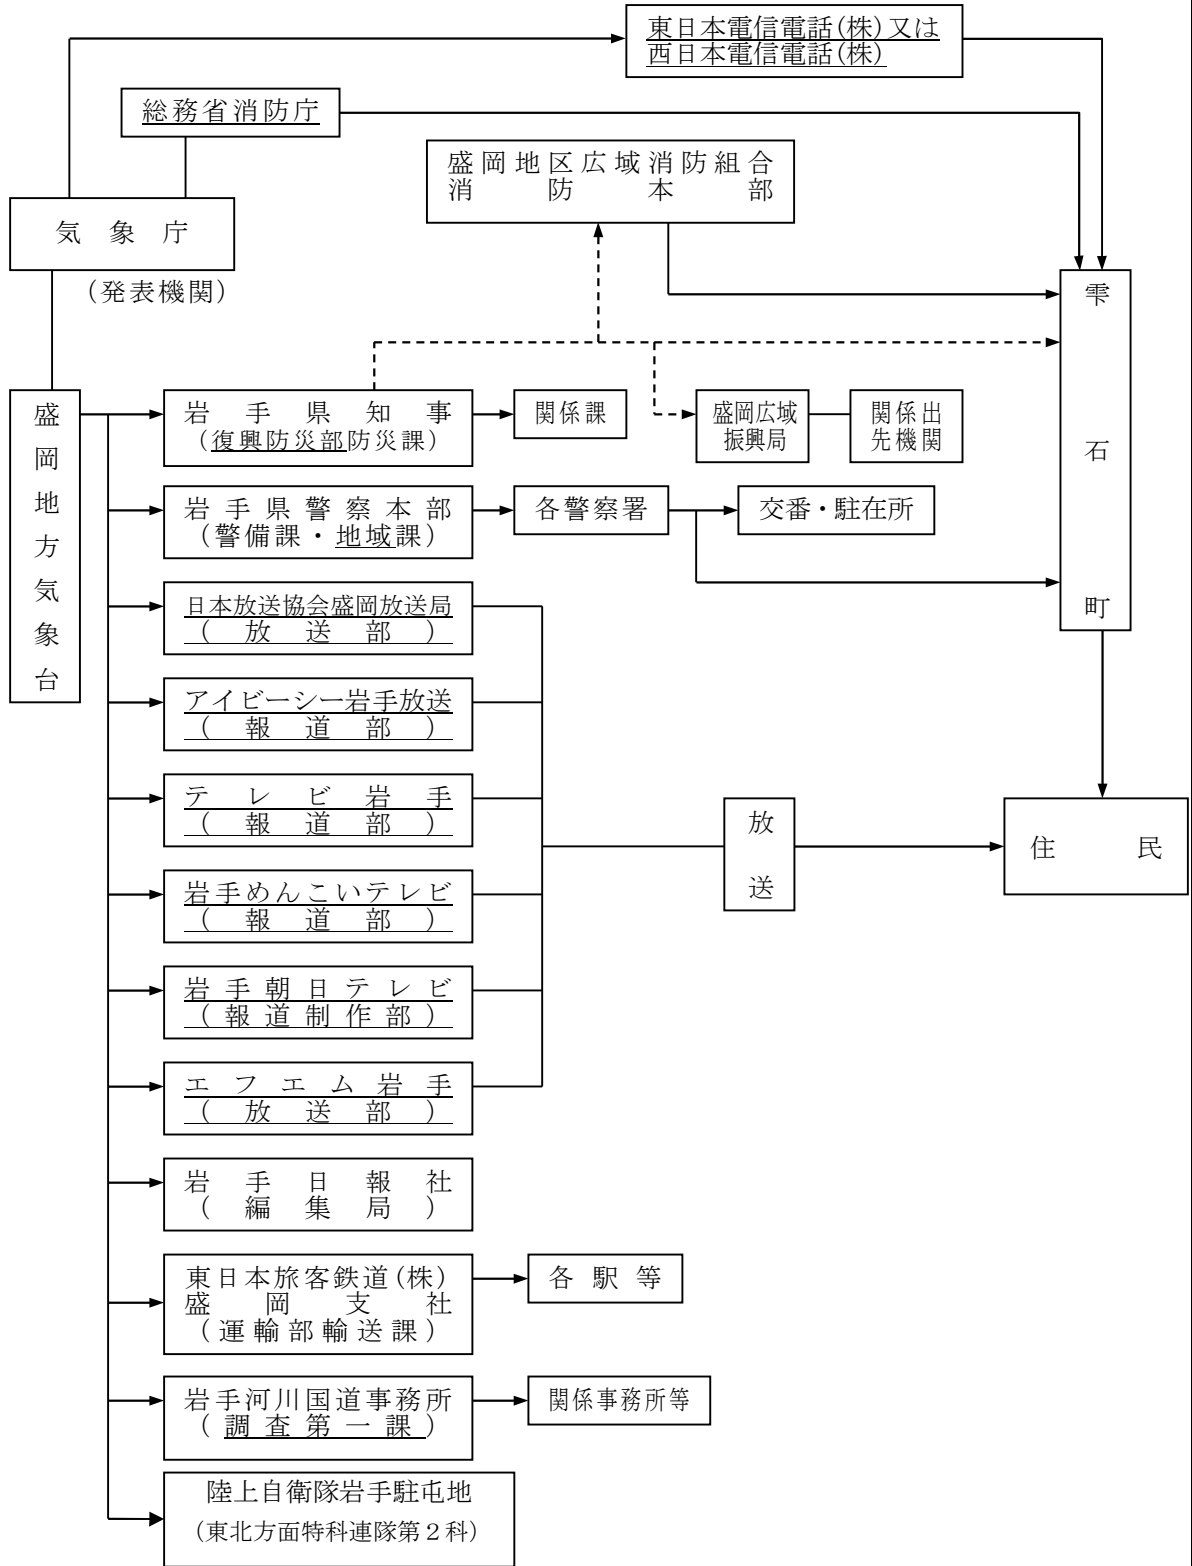 東日本電信電話(株)又は
西日本電信電話(株)
総務省消防庁
盛岡地区広域消防組合
消防本部
気象庁
(発表機関)
雫石町
盛岡地方気象台
岩手県知事
(復興防災部防災課)
関係課
盛岡広域
振興局
関係出
先機関
岩手県警察本部
(警備課・地域課)
各警察署
交番・駐在所
日本放送協会盛岡放送局
(放送部)
アイビーシー岩手放送
(報道部)
テレビ岩手
(報道部)
放送
住民
岩手めんこいテレビ
(報道部)
岩手朝日テレビ
(報道制作部)
エフエム岩手
(放送部)
岩手日報社
(編集局)
東日本旅客鉄道(株)
盛岡支社
(運輸部輸送課)
各駅等
岩手河川国道事務所
(調査第一課)
関係事務所等
陸上自衛隊岩手駐屯地
(東北方面特科連隊第2科)